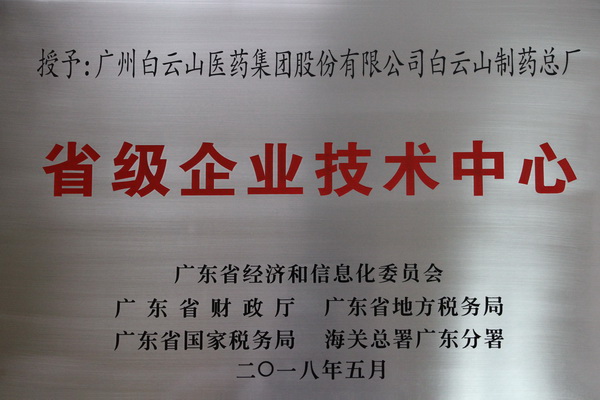 授予:广州白云山医药集团股份有限公司白云山制药总厂
省级企业技术中心
广东省经济和信息化委员会
广东省财政厅 广东省地方税务局
广东省国家税务局 海关总署广东分署
二〇一八年五月